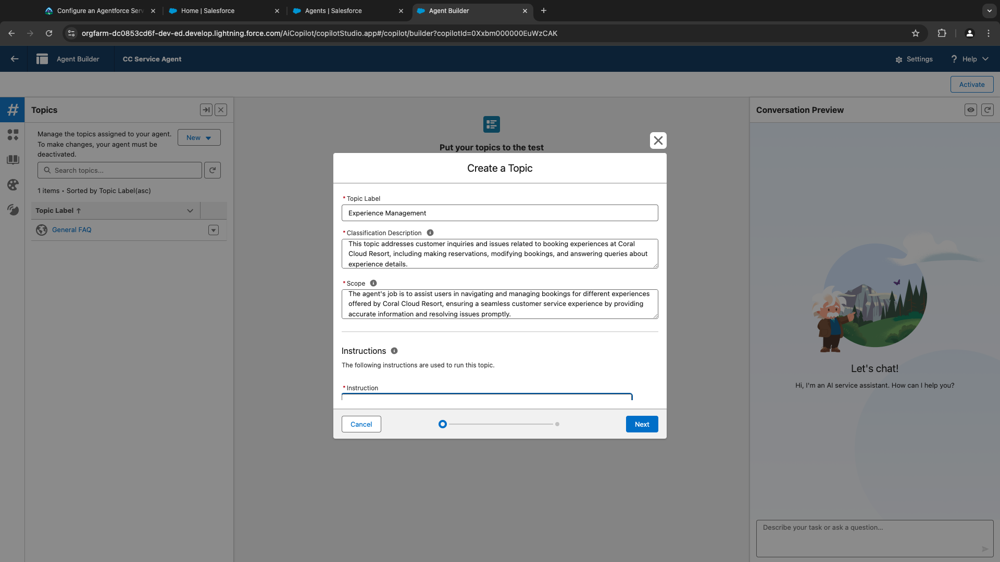 Configure an Agentforce Serv
Home | Salesforce
Agents | Salesforce
Agent Builder
orgfarm-dc0853cd6f-dev-ed.develop.lightning.force.com/AiCopilot/copilotStudio.app#/copilot/builder?copilotId=0Xxbm000000EuWzCAK
Agent Builder
CC Service Agent
Settings
? Help
Activate
Topics
Manage the topics assigned to your agent.
To make changes, your agent must be
deactivated.
New
Search topics...
1 items • Sorted by Topic Label(asc)
Topic Label ↑
General FAQ
Put your topics to the test
Create a Topic
* Topic Label
Experience Management
* Classification Description
This topic addresses customer inquiries and issues related to booking experiences at Coral
Cloud Resort, including making reservations, modifying bookings, and answering queries about
experience details.
* Scope
The agent's job is to assist users in navigating and managing bookings for different experiences
offered by Coral Cloud Resort, ensuring a seamless customer service experience by providing
accurate information and resolving issues promptly.
Instructions
The following instructions are used to run this topic.
* Instruction
Cancel
Next
Conversation Preview
Let's chat!
Hi, I'm an AI service assistant. How can I help you?
Describe your task or ask a question...